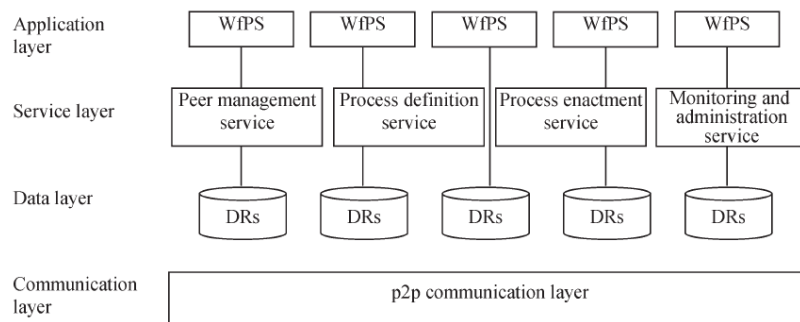 Application
layer
WfPS WfPS WfPS WfPS WfPS
Service layer
Peer management
service
Process definition
service
Process enactment
service
Monitoring and
administration
service
Data layer
DRs DRs DRs DRs DRs
Communication
layer
p2p communication layer